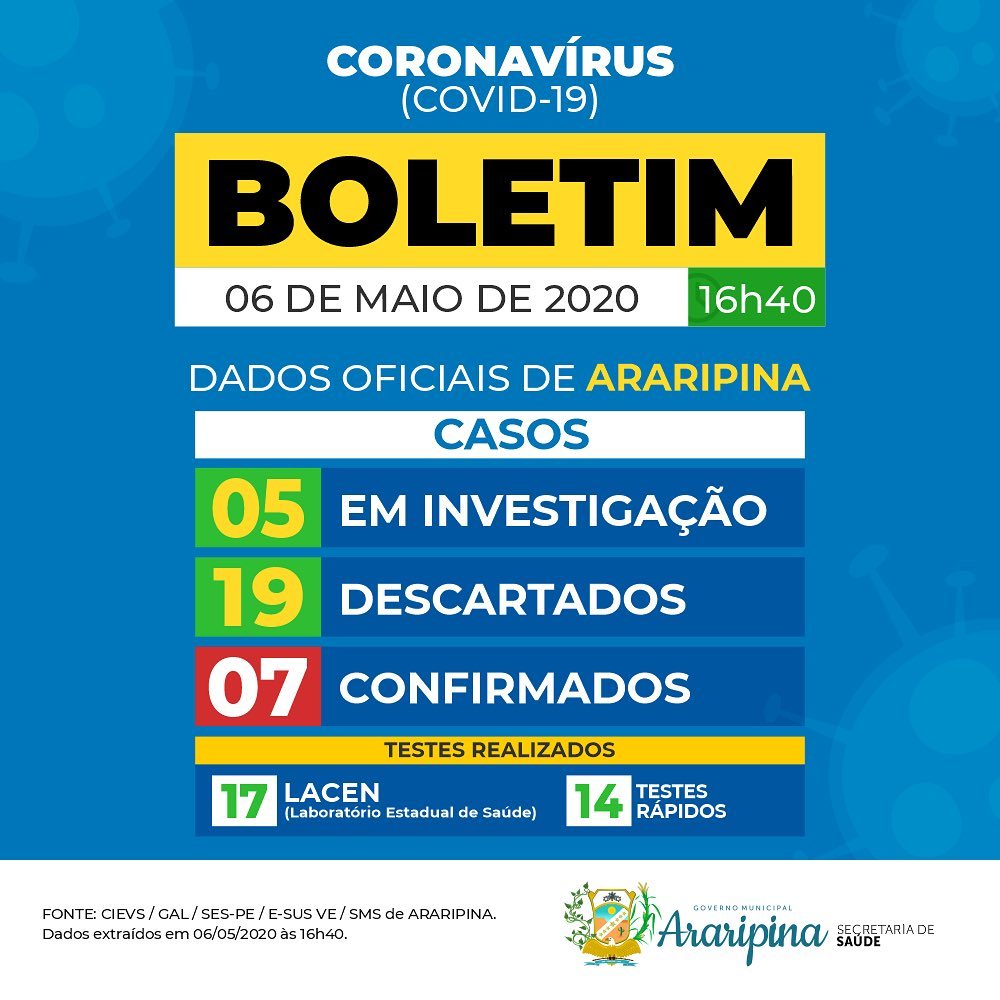 CORONAVÍRUS
(COVID-19)
BOLETIM
06 DE MAIO DE 2020 16h40
DADOS OFICIAIS DE ARARIPINA
CASOS
05 EM INVESTIGAÇÃO
19 DESCARTADOS
07 CONFIRMADOS
TESTES REALIZADOS
17 LACEN
(Laboratório Estadual de Saúde)
14 TESTES
RÁPIDOS
FONTE: CIEVS / GAL / SES-PE / E-SUS VE / SMS de ARARIPINA.
Dados extraídos em 06/05/2020 às 16h40.
GOVERNO MUNICIPAL
Araripina
SECRETARIA DE
SAÚDE